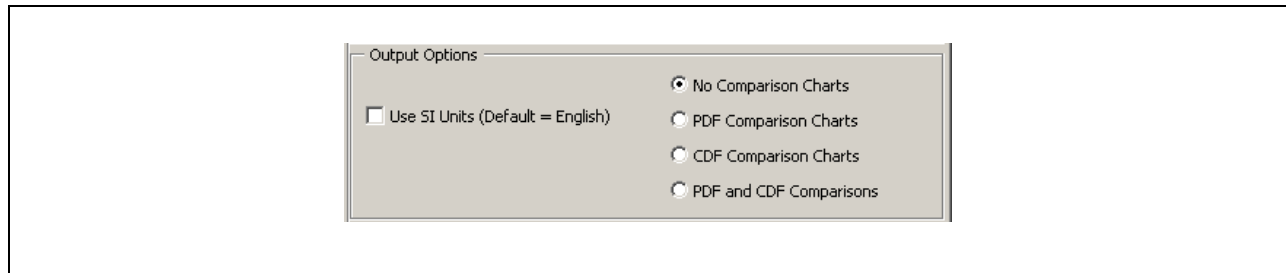 Output Options
No Comparison Charts
Use SI Units (Default = English)
PDF Comparison Charts
CDF Comparison Charts
PDF and CDF Comparisons